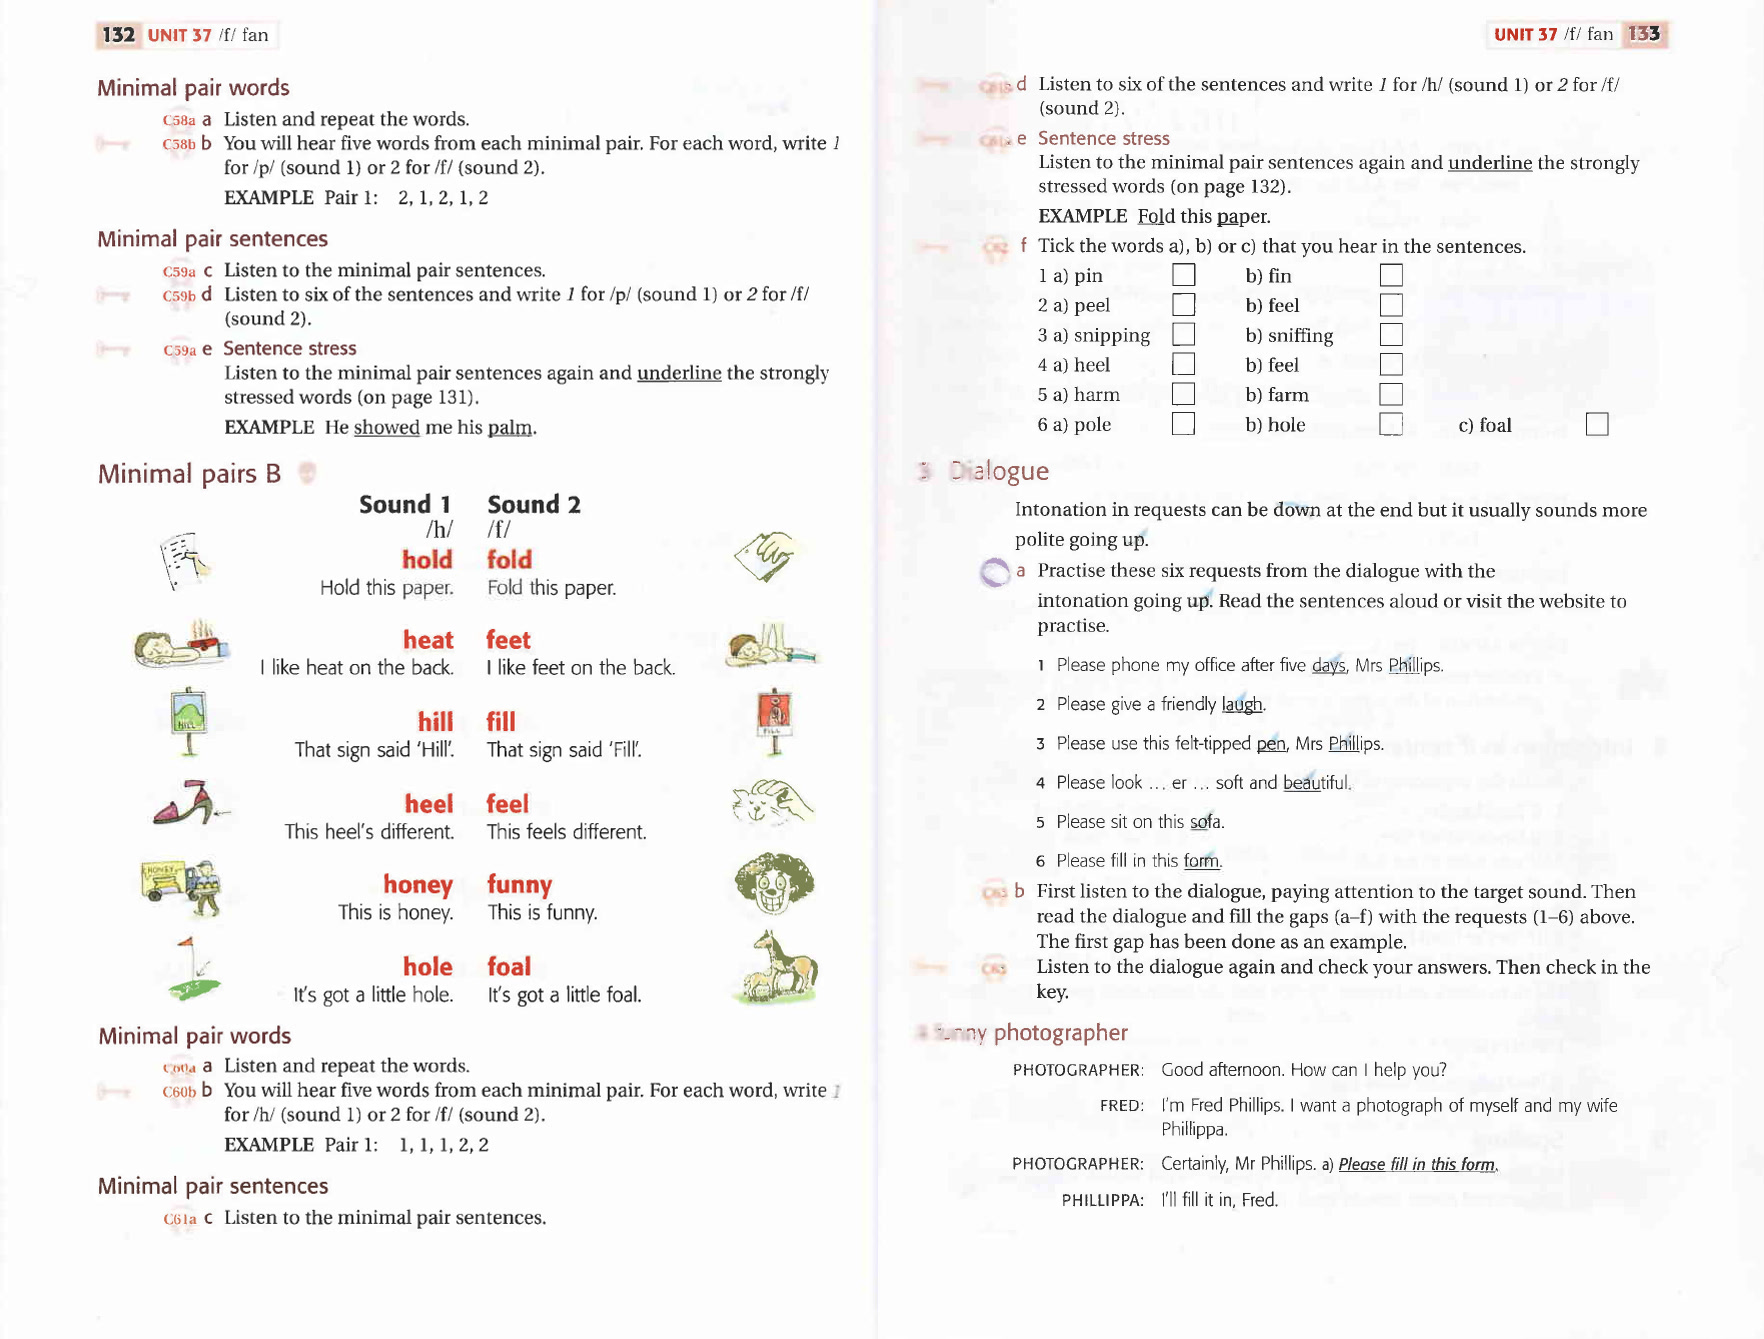 132 UNIT 37 /f/ fan
Minimal pair words
C58a a Listen and repeat the words.
C58b b You will hear five words from each minimal pair. For each word, write 1
for /p/ (sound 1) or 2 for /f/ (sound 2).
EXAMPLE Pair 1: 2, 1, 2, 1, 2
Minimal pair sentences
C59a c Listen to the minimal pair sentences.
C59b d Listen to six of the sentences and write 1 for /p/ (sound 1) or 2 for /f/
(sound 2).
C59a e Sentence stress
Listen to the minimal pair sentences again and underline the strongly
stressed words (on page 131).
EXAMPLE He showed me his palm.
Minimal pairs B
Sound 1 Sound 2
/h/ /f/
hold fold
Hold this paper. Fold this paper.
heat feet
I like heat on the back. I like feet on the back.
hill fill
HILL
FILL
That sign said 'Hill'. That sign said 'Fill'.
heel feel
This heel's different. This feels different.
HONEY
honey funny
This is honey. This is funny.
hole foal
It's got a little hole. It's got a little foal.
Minimal pair words
C60a a Listen and repeat the words.
C60b b You will hear five words from each minimal pair. For each word, write 1
for /h/ (sound 1) or 2 for /f/ (sound 2).
EXAMPLE Pair 1: 1, 1, 1, 2, 2
Minimal pair sentences
C61a c Listen to the minimal pair sentences.
UNIT 37 /f/ fan 133
d Listen to six of the sentences and write 1 for /h/ (sound 1) or 2 for /f/
(sound 2).
e Sentence stress
Listen to the minimal pair sentences again and underline the strongly
stressed words (on page 132).
EXAMPLE Fold this paper.
f Tick the words a), b) or c) that you hear in the sentences.
1 a) pin b) fin
2 a) peel b) feel
3 a) snipping b) sniffing
4 a) heel b) feel
5 a) harm b) farm
6 a) pole b) hole c) foal
3 Dialogue
Intonation in requests can be down at the end but it usually sounds more
polite going up.
a Practise these six requests from the dialogue with the
intonation going up. Read the sentences aloud or visit the website to
practise.
1 Please phone my office after five days, Mrs Phillips.
2 Please give a friendly laugh.
3 Please use this felt-tipped pen, Mrs Phillips.
4 Please look ... er ... soft and beautiful.
5 Please sit on this sofa.
6 Please fill in this form.
b First listen to the dialogue, paying attention to the target sound. Then
read the dialogue and fill the gaps (a–f) with the requests (1–6) above.
The first gap has been done as an example.
Listen to the dialogue again and check your answers. Then check in the
key.
A funny photographer
PHOTOGRAPHER: Good afternoon. How can I help you?
FRED: I'm Fred Phillips. I want a photograph of myself and my wife
Phillippa.
PHOTOGRAPHER: Certainly, Mr Phillips. a) Please fill in this form.
PHILLIPPA: I'll fill it in, Fred.